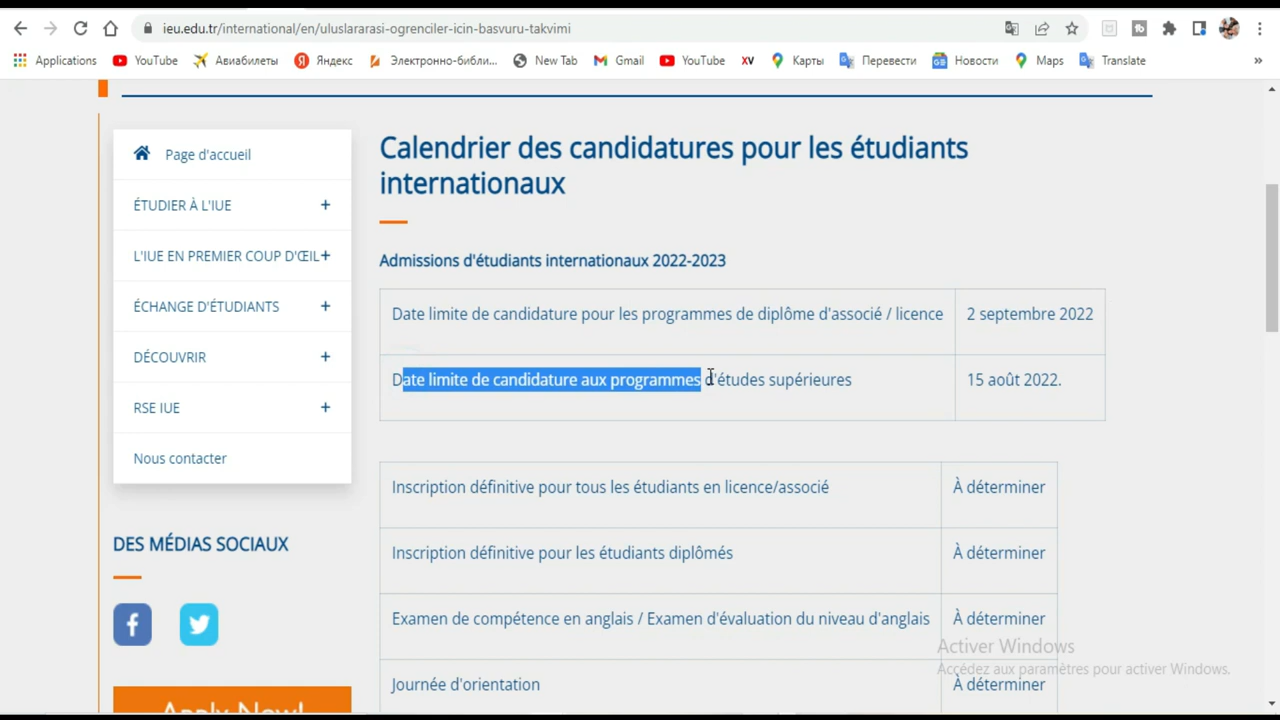 ieu.edu.tr/international/en/uluslararasi-ogrenciler-icin-basvuru-takvimi
Applications YouTube Авиабилеты Яндекс Электронно-библи... New Tab Gmail YouTube XV Карты Перевести Новости Maps Translate »
Calendrier des candidatures pour les étudiants
internationaux
Page d'accueil
ÉTUDIER À L'IUE +
L'IUE EN PREMIER COUP D'ŒIL +
ÉCHANGE D'ÉTUDIANTS +
DÉCOUVRIR +
RSE IUE +
Nous contacter
DES MÉDIAS SOCIAUX
Apply Now!
Admissions d'étudiants internationaux 2022-2023
Date limite de candidature pour les programmes de diplôme d'associé / licence 2 septembre 2022
Date limite de candidature aux programmes d'études supérieures 15 août 2022.
Inscription définitive pour tous les étudiants en licence/associé À déterminer
Inscription définitive pour les étudiants diplômés À déterminer
Examen de compétence en anglais / Examen d'évaluation du niveau d'anglais À déterminer
Journée d'orientation À déterminer
Activer Windows
Accédez aux paramètres pour activer Windows.